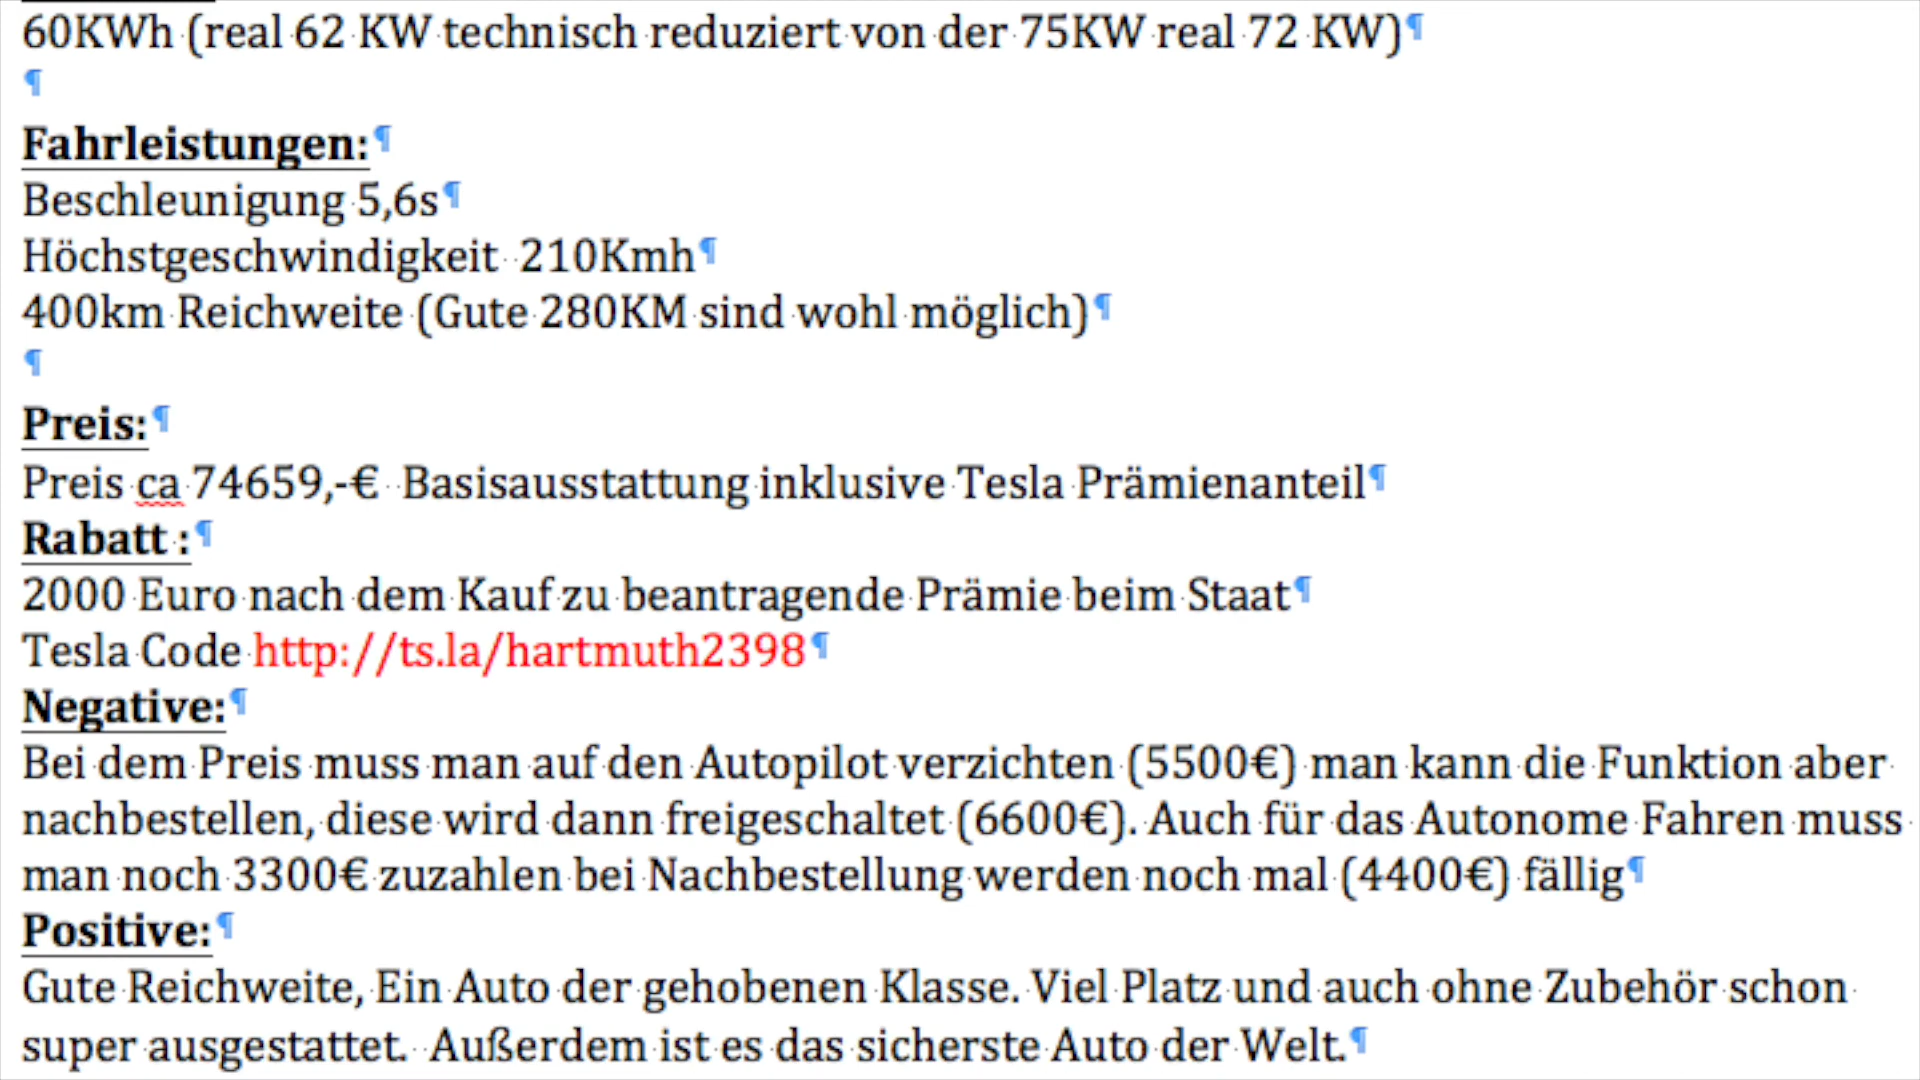 60KWh (real 62 KW technisch reduziert von der 75KW real 72 KW)¶
¶
Fahrleistungen:¶
Beschleunigung 5,6s¶
Höchstgeschwindigkeit  210Kmh¶
400km Reichweite (Gute 280KM sind wohl möglich)¶
¶
Preis:¶
Preis ca 74659,-€  Basisausstattung inklusive Tesla Prämienanteil¶
Rabatt :¶
2000 Euro nach dem Kauf zu beantragende Prämie beim Staat¶
Tesla Code http://ts.la/hartmuth2398¶
Negative:¶
Bei dem Preis muss man auf den Autopilot verzichten (5500€) man kann die Funktion aber
nachbestellen, diese wird dann freigeschaltet (6600€). Auch für das Autonome Fahren muss
man noch 3300€ zuzahlen bei Nachbestellung werden noch mal (4400€) fällig¶
Positive:¶
Gute Reichweite, Ein Auto der gehobenen Klasse. Viel Platz und auch ohne Zubehör schon
super ausgestattet.  Außerdem ist es das sicherste Auto der Welt.¶